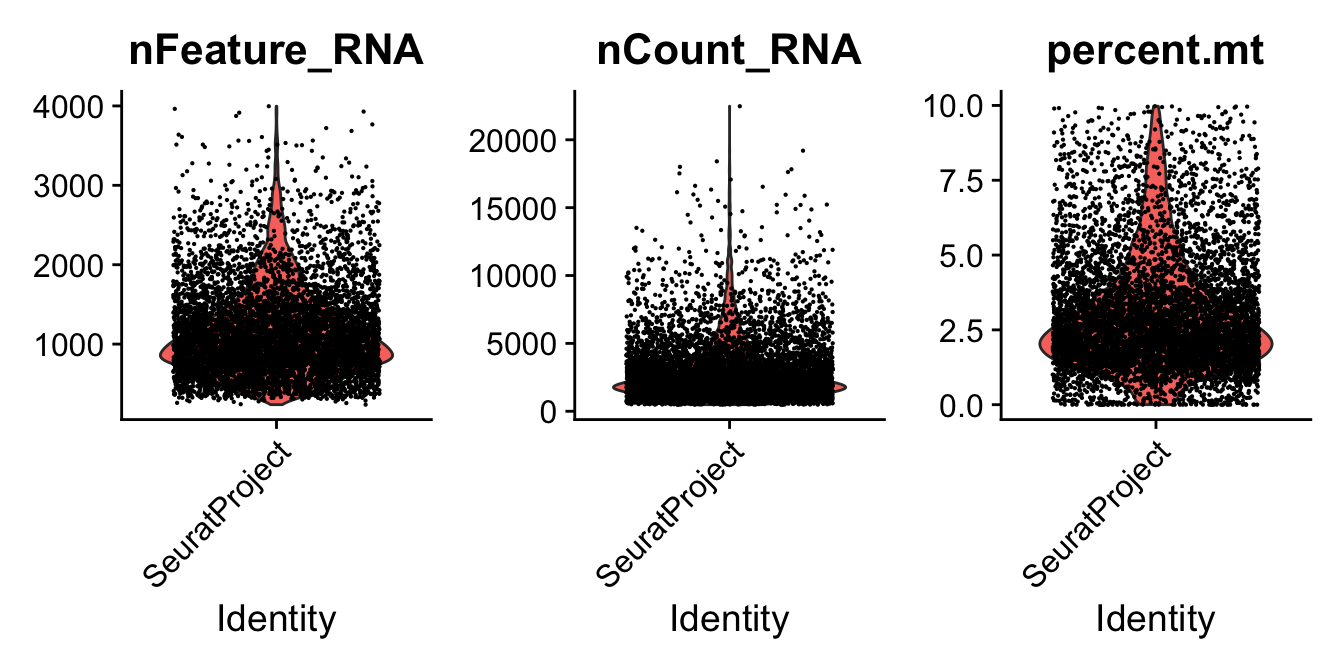 nFeature_RNA
4000
3000
2000
1000
SeuratProject
Identity
nCount_RNA
20000
15000
10000
5000
0
SeuratProject
Identity
percent.mt
10.0
7.5
5.0
2.5
0.0
SeuratProject
Identity